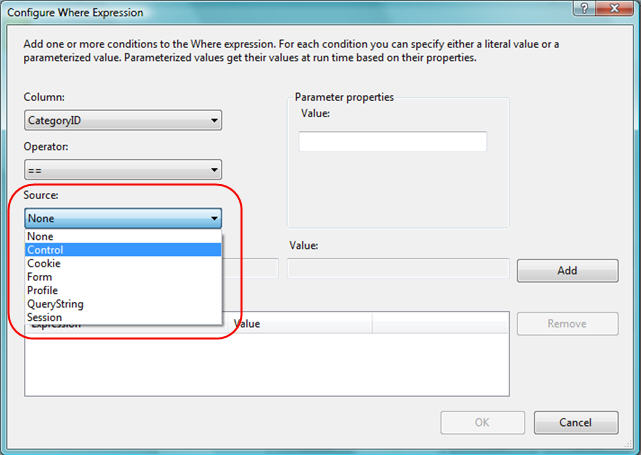 Configure Where Expression
Add one or more conditions to the Where expression. For each condition you can specify either a literal value or a
parameterized value. Parameterized values get their values at run time based on their properties.
Column:
CategoryID
Operator:
==
Source:
None
None
Control
Cookie
Form
Profile
QueryString
Session
Parameter properties
Value:
Value:
Add
Expression Value
Remove
OK Cancel